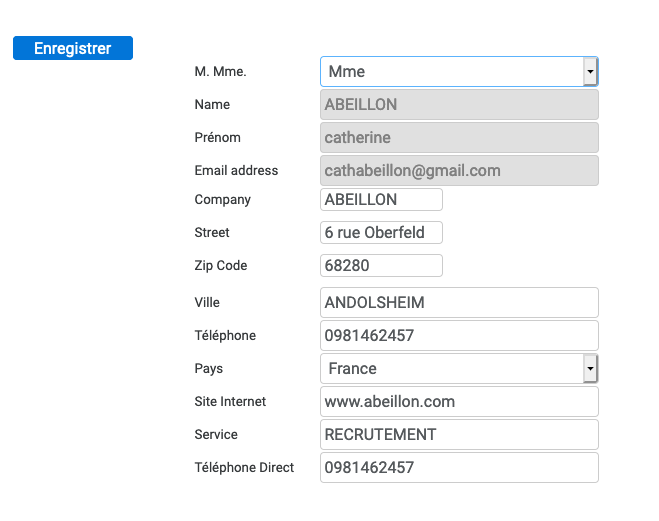 Enregistrer
M. Mme. Mme
Name ABEILLON
Prénom catherine
Email address cathabeillon@gmail.com
Company ABEILLON
Street 6 rue Oberfeld
Zip Code 68280
Ville ANDOLSHEIM
Téléphone 0981462457
Pays France
Site Internet www.abeillon.com
Service RECRUTEMENT
Téléphone Direct 0981462457